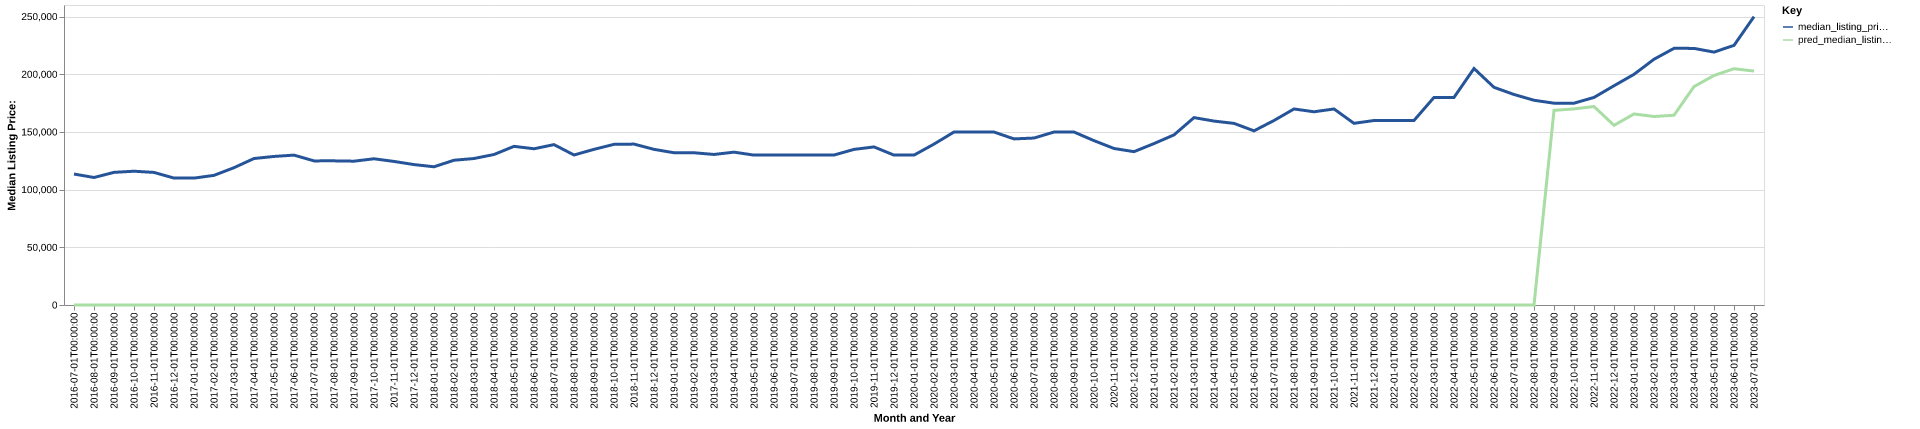 Key
median_listing_pri…
pred_median_listin…
Median Listing Price:
250,000
200,000
150,000
100,000
50,000
0
2016-07-01T00:00:00
2016-08-01T00:00:00
2016-09-01T00:00:00
2016-10-01T00:00:00
2016-11-01T00:00:00
2016-12-01T00:00:00
2017-01-01T00:00:00
2017-02-01T00:00:00
2017-03-01T00:00:00
2017-04-01T00:00:00
2017-05-01T00:00:00
2017-06-01T00:00:00
2017-07-01T00:00:00
2017-08-01T00:00:00
2017-09-01T00:00:00
2017-10-01T00:00:00
2017-11-01T00:00:00
2017-12-01T00:00:00
2018-01-01T00:00:00
2018-02-01T00:00:00
2018-03-01T00:00:00
2018-04-01T00:00:00
2018-05-01T00:00:00
2018-06-01T00:00:00
2018-07-01T00:00:00
2018-08-01T00:00:00
2018-09-01T00:00:00
2018-10-01T00:00:00
2018-11-01T00:00:00
2018-12-01T00:00:00
2019-01-01T00:00:00
2019-02-01T00:00:00
2019-03-01T00:00:00
2019-04-01T00:00:00
2019-05-01T00:00:00
2019-06-01T00:00:00
2019-07-01T00:00:00
2019-08-01T00:00:00
2019-09-01T00:00:00
2019-10-01T00:00:00
2019-11-01T00:00:00
2019-12-01T00:00:00
2020-01-01T00:00:00
2020-02-01T00:00:00
2020-03-01T00:00:00
2020-04-01T00:00:00
2020-05-01T00:00:00
2020-06-01T00:00:00
2020-07-01T00:00:00
2020-08-01T00:00:00
2020-09-01T00:00:00
2020-10-01T00:00:00
2020-11-01T00:00:00
2020-12-01T00:00:00
2021-01-01T00:00:00
2021-02-01T00:00:00
2021-03-01T00:00:00
2021-04-01T00:00:00
2021-05-01T00:00:00
2021-06-01T00:00:00
2021-07-01T00:00:00
2021-08-01T00:00:00
2021-09-01T00:00:00
2021-10-01T00:00:00
2021-11-01T00:00:00
2021-12-01T00:00:00
2022-01-01T00:00:00
2022-02-01T00:00:00
2022-03-01T00:00:00
2022-04-01T00:00:00
2022-05-01T00:00:00
2022-06-01T00:00:00
2022-07-01T00:00:00
2022-08-01T00:00:00
2022-09-01T00:00:00
2022-10-01T00:00:00
2022-11-01T00:00:00
2022-12-01T00:00:00
2023-01-01T00:00:00
2023-02-01T00:00:00
2023-03-01T00:00:00
2023-04-01T00:00:00
2023-05-01T00:00:00
2023-06-01T00:00:00
2023-07-01T00:00:00
Month and Year